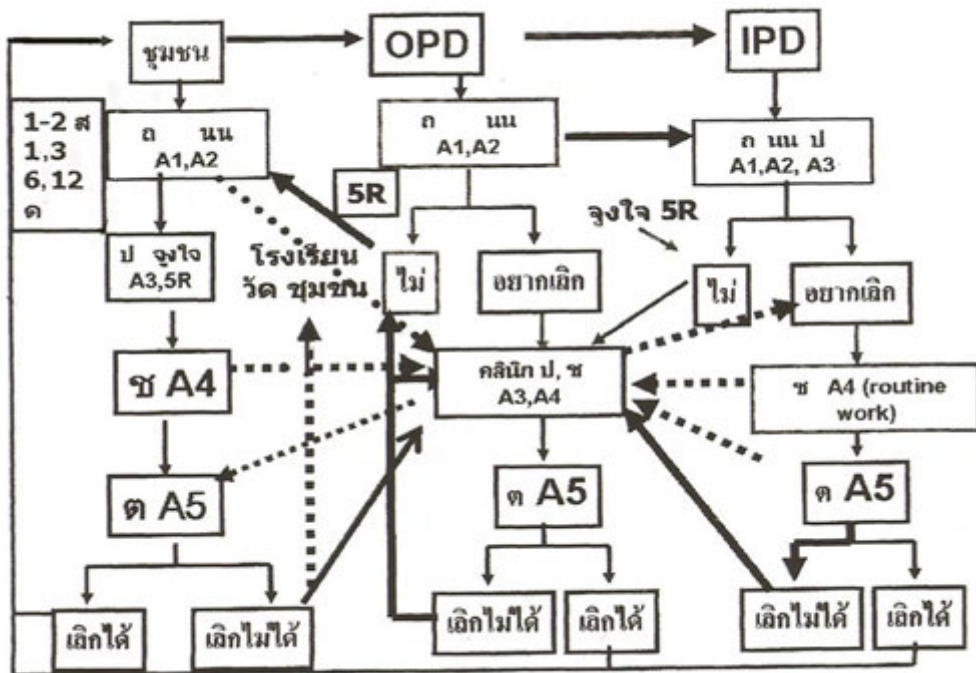 ชุมชน
OPD
IPD
1-2 ส
1,3
6,12
ด
ถ นน
A1,A2
ถ นน
A1,A2
ถ นน ป
A1,A2, A3
5R
จูงใจ 5R
ป จูงใจ
A3,5R
โรงเรียน
วัด ชุมชน
ไม่
อยากเลิก
ไม่
อยากเลิก
ช A4
คลินิก ป, ช
A3,A4
ช A4 (routine
work)
ต A5
ต A5
ต A5
เลิกได้
เลิกไม่ได้
เลิกไม่ได้
เลิกได้
เลิกไม่ได้
เลิกได้